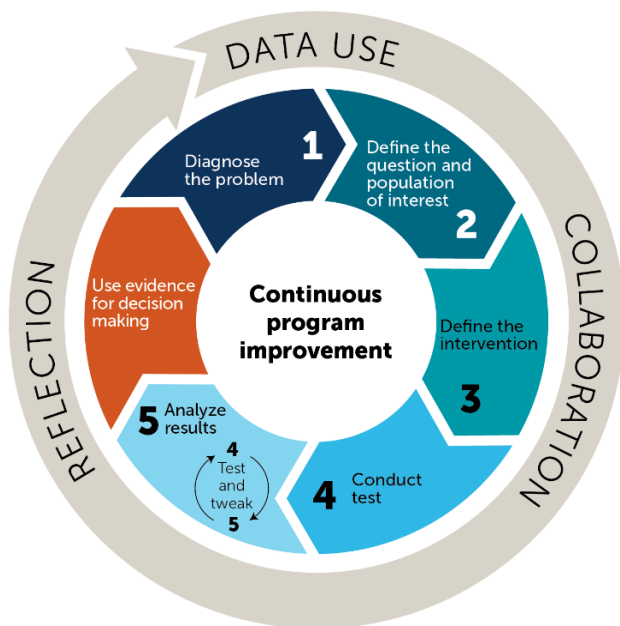 DATA USE
COLLABORATION
REFLECTION
Continuous
program
improvement
1
Diagnose
the problem
Define the
question and
population
of interest
2
Define the
intervention
3
4
Conduct
test
5
Analyze
results
4
Test
and
tweak
5
Use evidence
for decision
making